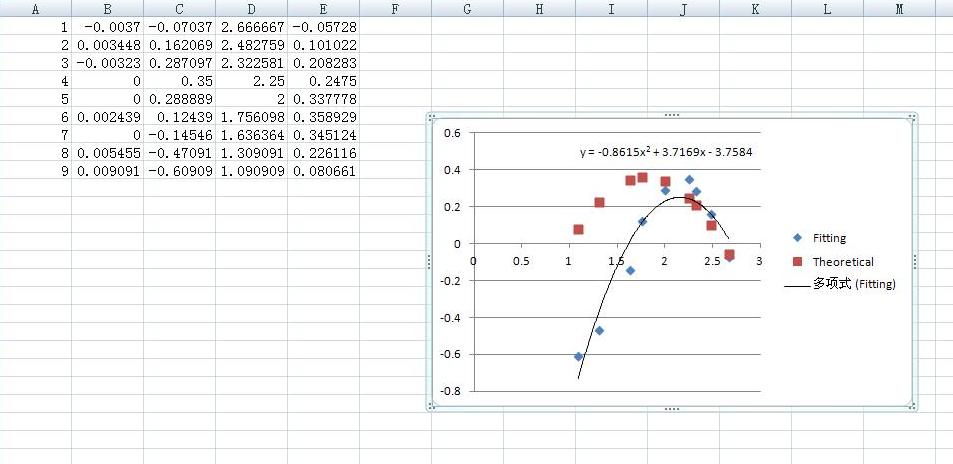 A B C D E F G H I J K L M
1 -0.0037 -0.07037 2.666667 -0.05728
2 0.003448 0.162069 2.482759 0.101022
3 -0.00323 0.287097 2.322581 0.208283
4 0 0.35 2.25 0.2475
5 0 0.288889 2 0.337778
6 0.002439 0.12439 1.756098 0.358929
7 0 -0.14546 1.636364 0.345124
8 0.005455 -0.47091 1.309091 0.226116
9 0.009091 -0.60909 1.090909 0.080661
0.6
y = -0.8615x² + 3.7169x - 3.7584
0.4
0.2
0
Fitting
0 0.5 1 1.5 2 2.5 3
Theoretical
-0.2
多项式 (Fitting)
-0.4
-0.6
-0.8